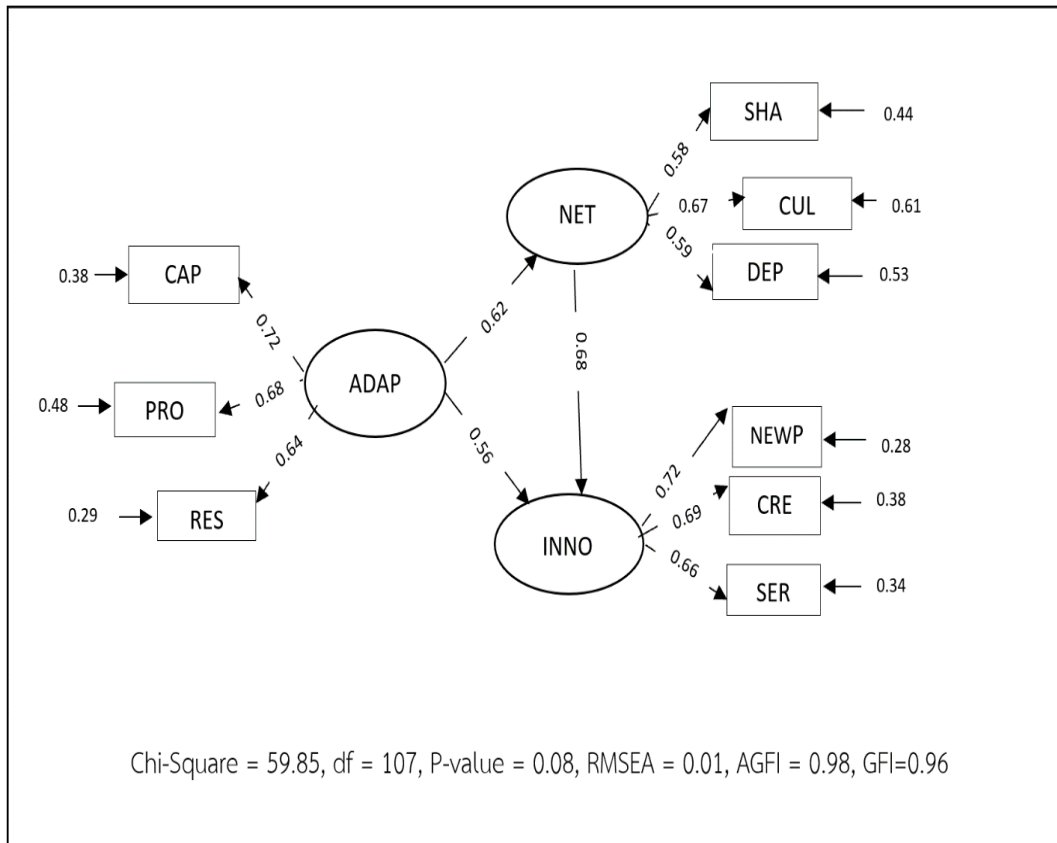 SHA
0.44
0.58
NET
0.67
CUL
0.61
0.59
DEP
0.53
0.38
CAP
0.62
0.72
0.68
ADAP
0.48
PRO
0.68
0.56
NEWP
0.28
0.64
0.72
0.29
RES
CRE
0.38
0.69
INNO
0.66
SER
0.34
Chi-Square = 59.85, df = 107, P-value = 0.08, RMSEA = 0.01, AGFI = 0.98, GFI=0.96